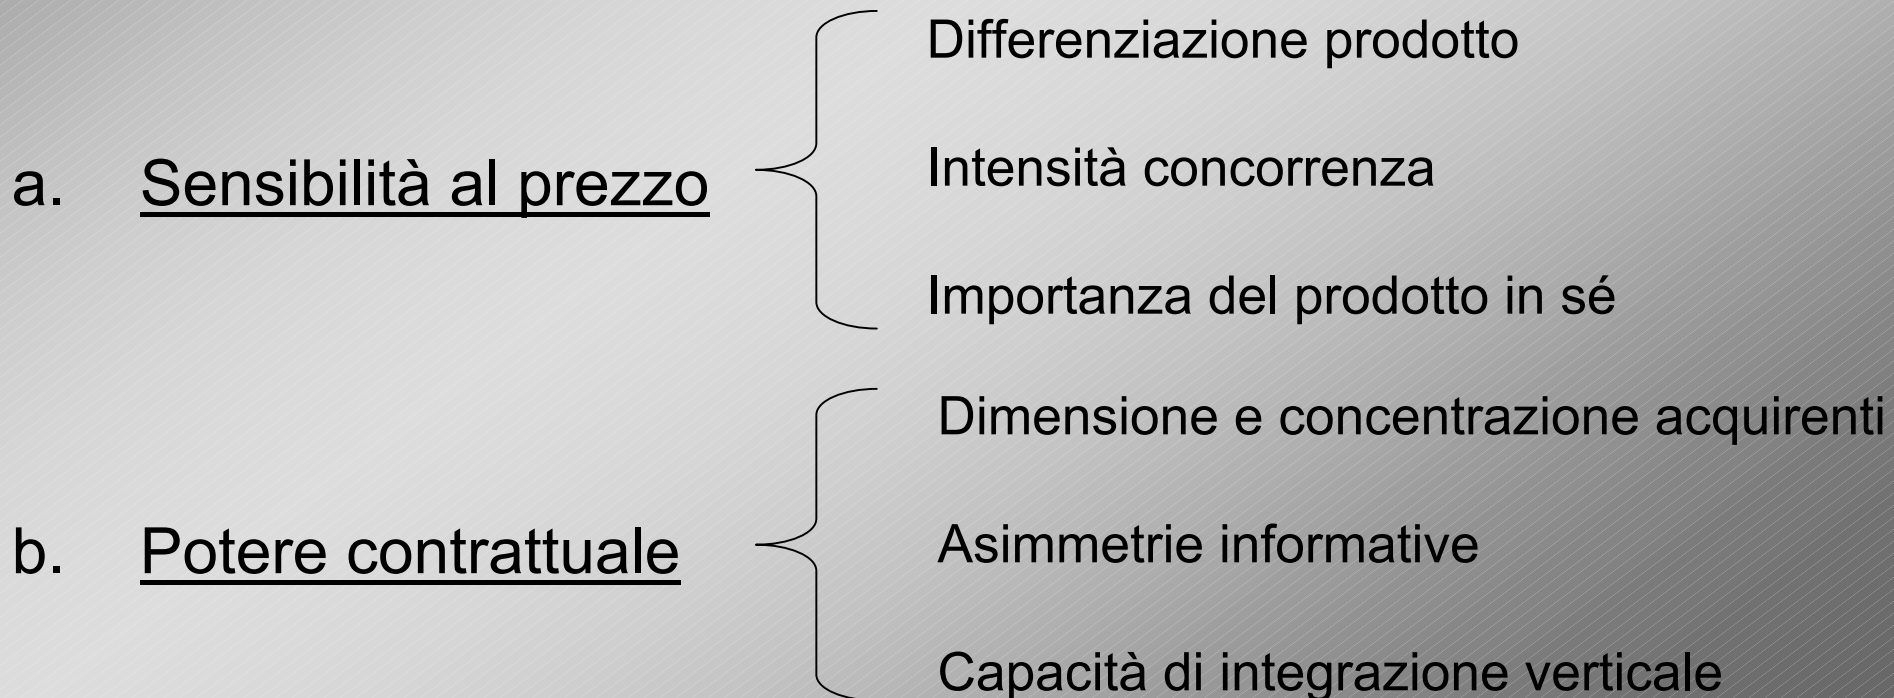 a. Sensibilità al prezzo
Differenziazione prodotto
Intensità concorrenza
Importanza del prodotto in sé
b. Potere contrattuale
Dimensione e concentrazione acquirenti
Asimmetrie informative
Capacità di integrazione verticale